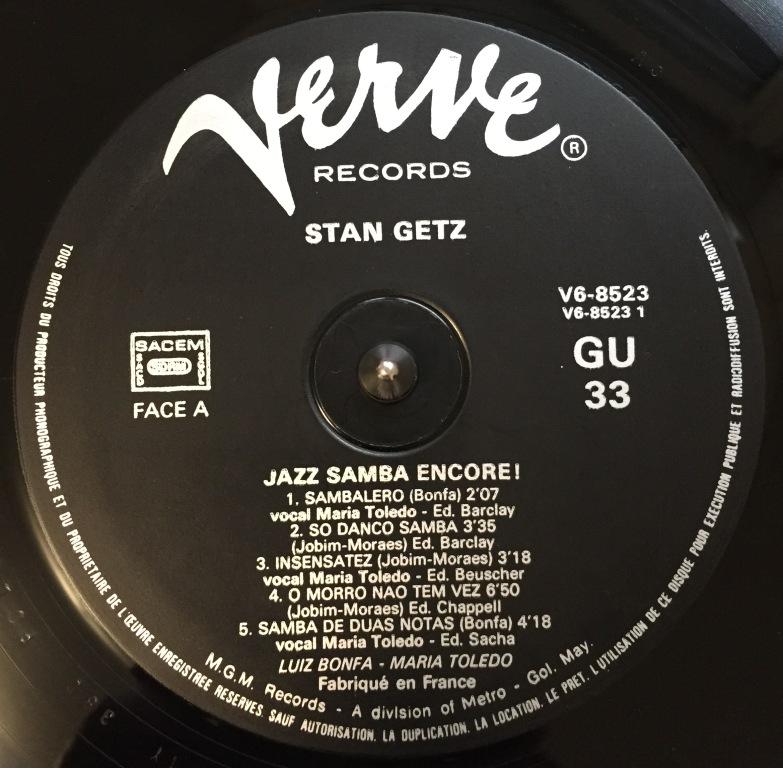 Verve
RECORDS
®
STAN GETZ
V6-8523
V6-8523 1
GU
33
SACEM
FACE A
JAZZ SAMBA ENCORE!
1. SAMBALERO (Bonfa) 2'07
vocal Maria Toledo - Ed. Barclay
2. SO DANCO SAMBA 3'35
(Jobim-Moraes) Ed. Barclay
3. INSENSATEZ (Jobim-Moraes) 3'18
vocal Maria Toledo - Ed. Beuscher
4. O MORRO NAO TEM VEZ 6'50
(Jobim-Moraes) Ed. Chappell
5. SAMBA DE DUAS NOTAS (Bonfa) 4'18
vocal Maria Toledo - Ed. Sacha
LUIZ BONFA - MARIA TOLEDO
Fabriqué en France
M.G.M. Records - A division of Metro - Gol. May.
TOUS DROITS DU PRODUCTEUR PHONOGRAPHIQUE ET DU PROPRIETAIRE DE L'ŒUVRE ENREGISTREE RESERVES. SAUF AUTORISATION, LA DUPLICATION, LA LOCATION, LE PRET, L'UTILISATION DE CE DISQUE POUR EXECUTION PUBLIQUE ET RADIODIFFUSION SONT INTERDITS.